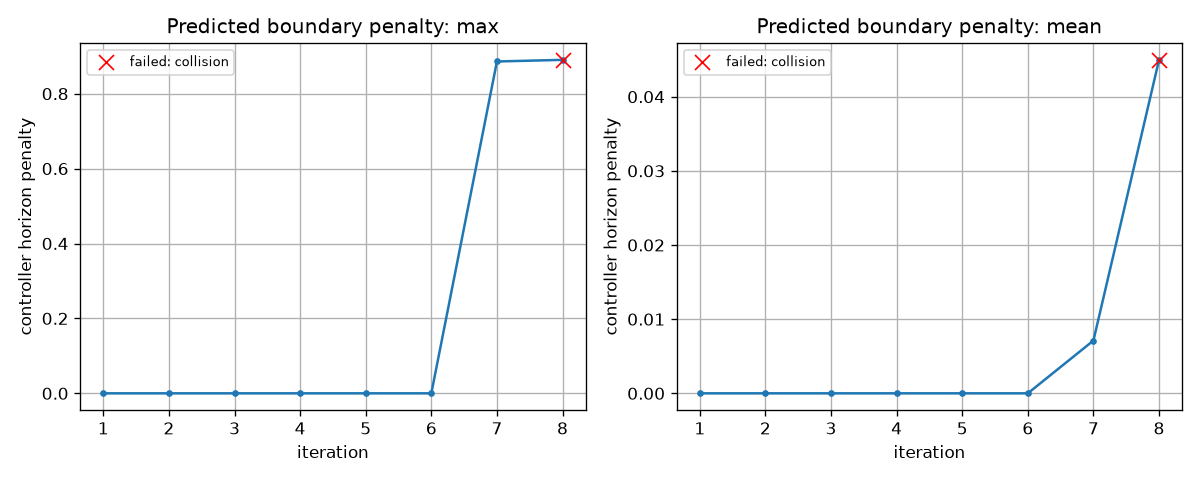 Predicted boundary penalty: max
failed: collision
controller horizon penalty
0.8
0.6
0.4
0.2
0.0
1 2 3 4 5 6 7 8
iteration
Predicted boundary penalty: mean
failed: collision
controller horizon penalty
0.04
0.03
0.02
0.01
0.00
1 2 3 4 5 6 7 8
iteration